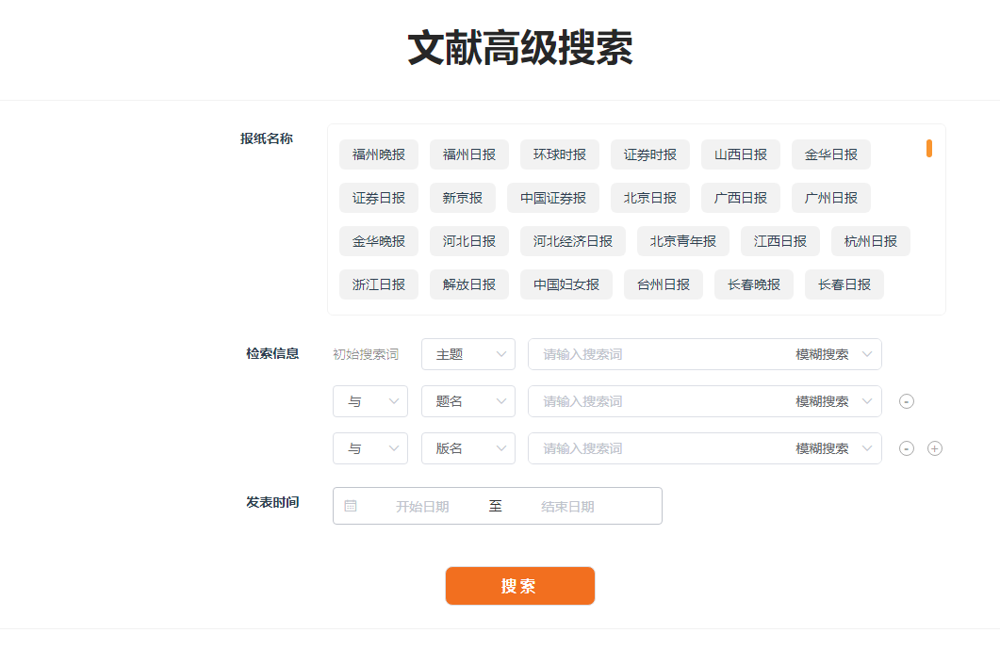 文献高级搜索
报纸名称
福州晚报 福州日报 环球时报 证券时报 山西日报 金华日报
证券日报 新京报 中国证券报 北京日报 广西日报 广州日报
金华晚报 河北日报 河北经济日报 北京青年报 江西日报 杭州日报
浙江日报 解放日报 中国妇女报 台州日报 长春晚报 长春日报
检索信息 初始搜索词 主题 请输入搜索词 模糊搜索
与 题名 请输入搜索词 模糊搜索
与 版名 请输入搜索词 模糊搜索
发表时间 开始日期 至 结束日期
搜索